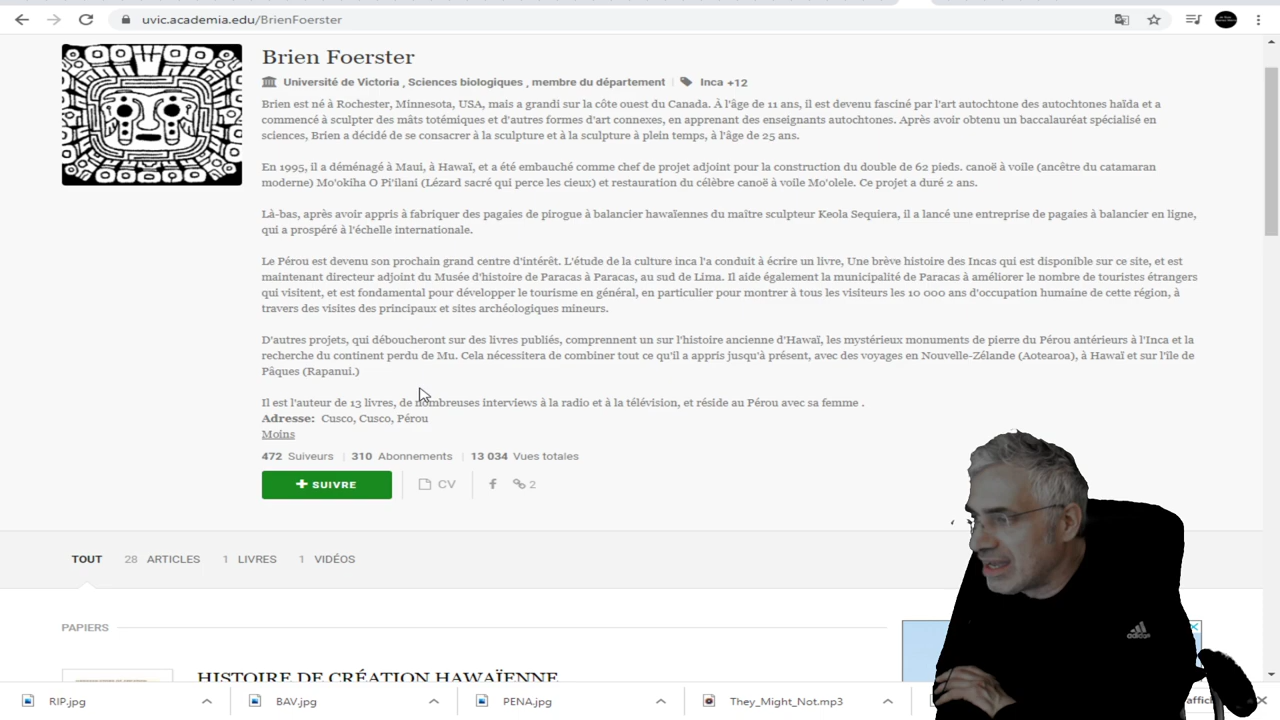 uvic.academia.edu/BrienFoerster
Brien Foerster
Université de Victoria , Sciences biologiques , membre du département
Inca +12
Brien est né à Rochester, Minnesota, USA, mais a grandi sur la côte ouest du Canada. À l'âge de 11 ans, il est devenu fasciné par l'art autochtone des autochtones haïda et a
commencé à sculpter des mâts totémiques et d'autres formes d'art connexes, en apprenant des enseignants autochtones. Après avoir obtenu un baccalauréat spécialisé en
sciences, Brien a décidé de se consacrer à la sculpture et à la sculpture à plein temps, à l'âge de 25 ans.
En 1995, il a déménagé à Maui, à Hawaï, et a été embauché comme chef de projet adjoint pour la construction du double de 62 pieds. canoë à voile (ancêtre du catamaran
moderne) Mo'okiha O Pi'ilani (Lézard sacré qui perce les cieux) et restauration du célèbre canoë à voile Mo'olele. Ce projet a duré 2 ans.
Là-bas, après avoir appris à fabriquer des pagaies de pirogue à balancier hawaïennes du maître sculpteur Keola Sequiera, il a lancé une entreprise de pagaies à balancier en ligne,
qui a prospéré à l'échelle internationale.
Le Pérou est devenu son prochain grand centre d'intérêt. L'étude de la culture inca l'a conduit à écrire un livre, Une brève histoire des Incas qui est disponible sur ce site, et est
maintenant directeur adjoint du Musée d'histoire de Paracas à Paracas, au sud de Lima. Il aide également la municipalité de Paracas à améliorer le nombre de touristes étrangers
qui visitent, et est fondamental pour développer le tourisme en général, en particulier pour montrer à tous les visiteurs les 10 000 ans d'occupation humaine de cette région, à
travers des visites des principaux et sites archéologiques mineurs.
D'autres projets, qui déboucheront sur des livres publiés, comprennent un sur l'histoire ancienne d'Hawaï, les mystérieux monuments de pierre du Pérou antérieurs à l'Inca et la
recherche du continent perdu de Mu. Cela nécessitera de combiner tout ce qu'il a appris jusqu'à présent, avec des voyages en Nouvelle-Zélande (Aotearoa), à Hawaï et sur l'île de
Pâques (Rapanui.)
Il est l'auteur de 13 livres, de nombreuses interviews à la radio et à la télévision, et réside au Pérou avec sa femme .
Adresse: Cusco, Cusco, Pérou
Moins
472 Suiveurs 310 Abonnements 13 034 Vues totales
+ SUIVRE CV 2
TOUT 28 ARTICLES 1 LIVRES 1 VIDÉOS
PAPIERS
HISTOIRE DE CRÉATION HAWAÏENNE
adidas
RIP.jpg BAV.jpg PENA.jpg They_Might_Not.mp3